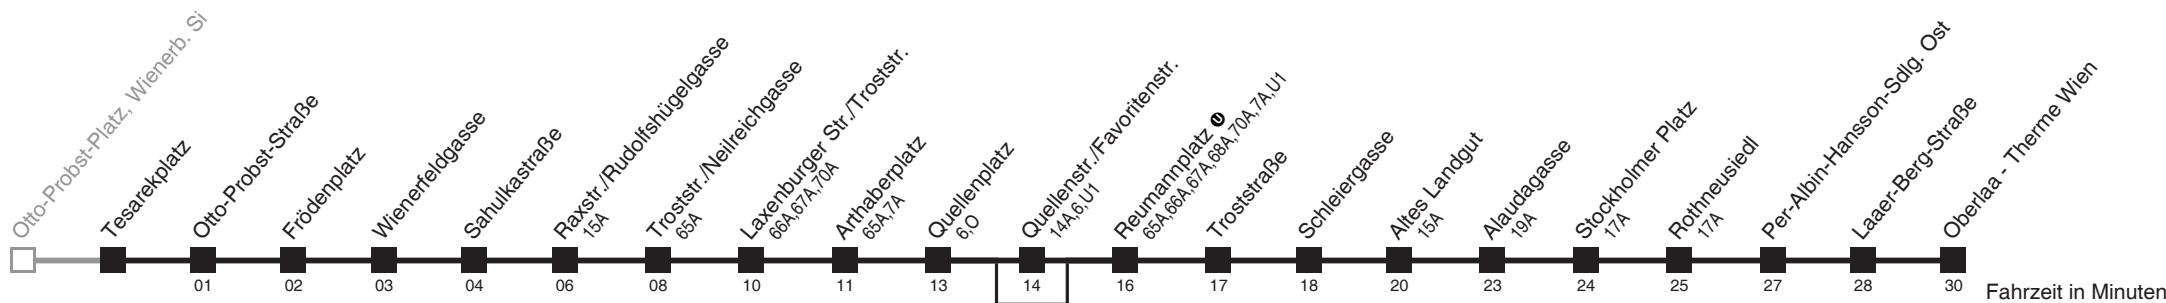 Otto-Probst-Platz, Wienerb. Si
Tesarekplatz
Otto-Probst-Straße
01
Frödenplatz
02
Wienerfeldgasse
03
Sahulkastraße
04
Raxstr./Rudolfshügelgasse
15A
06
Troststr./Neilreichgasse
65A
08
Laxenburger Str./Troststr.
66A,67A,70A
10
Arthaberplatz
65A,7A
11
Quellenplatz
6,O
13
Quellenstr./Favoritenstr.
14A,6,U1
14
Reumannplatz U
65A,66A,67A,68A,70A,7A,U1
16
Troststraße
17
Schleiergasse
18
Altes Landgut
15A
20
Alaudagasse
19A
23
Stockholmer Platz
17A
24
Rothneusiedl
17A
25
Per-Albin-Hansson-Sdlg. Ost
27
Laaer-Berg-Straße
28
Oberlaa - Therme Wien
30
Fahrzeit in Minuten